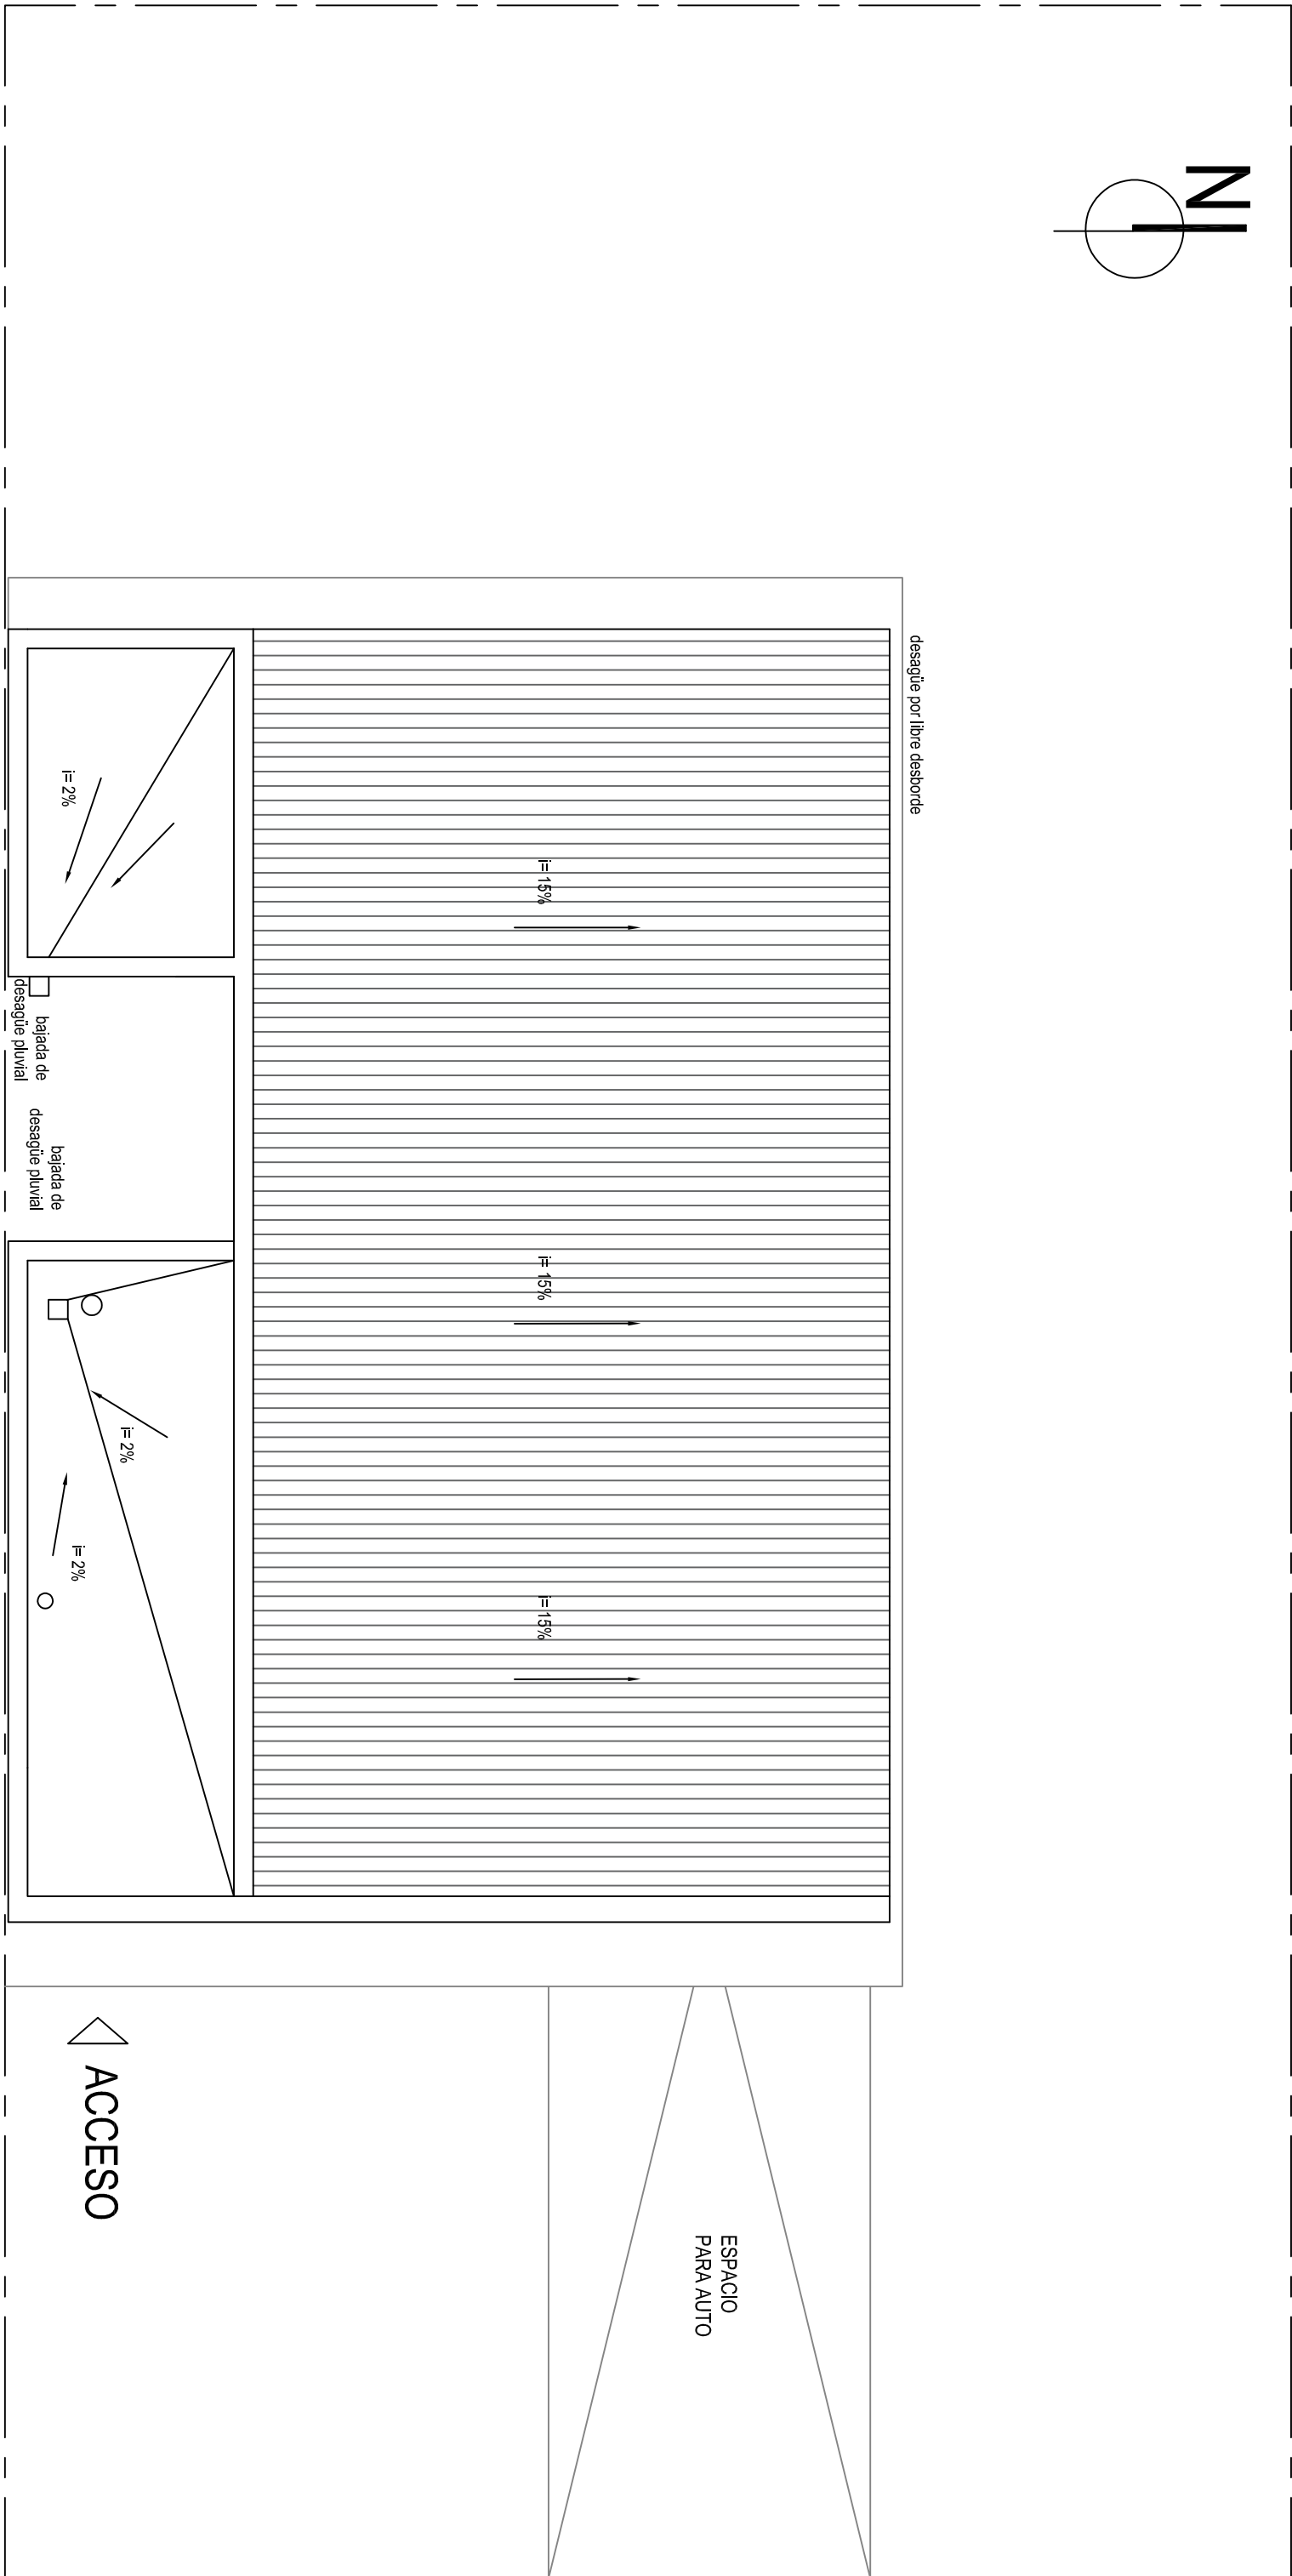 N
desagüe por libre desborde
i= 2%
i= 15%
bajada de
desagüe pluvial
bajada de
desagüe pluvial
i= 15%
i= 2%
i= 2%
i= 15%
ACCESO
ESPACIO
PARA AUTO